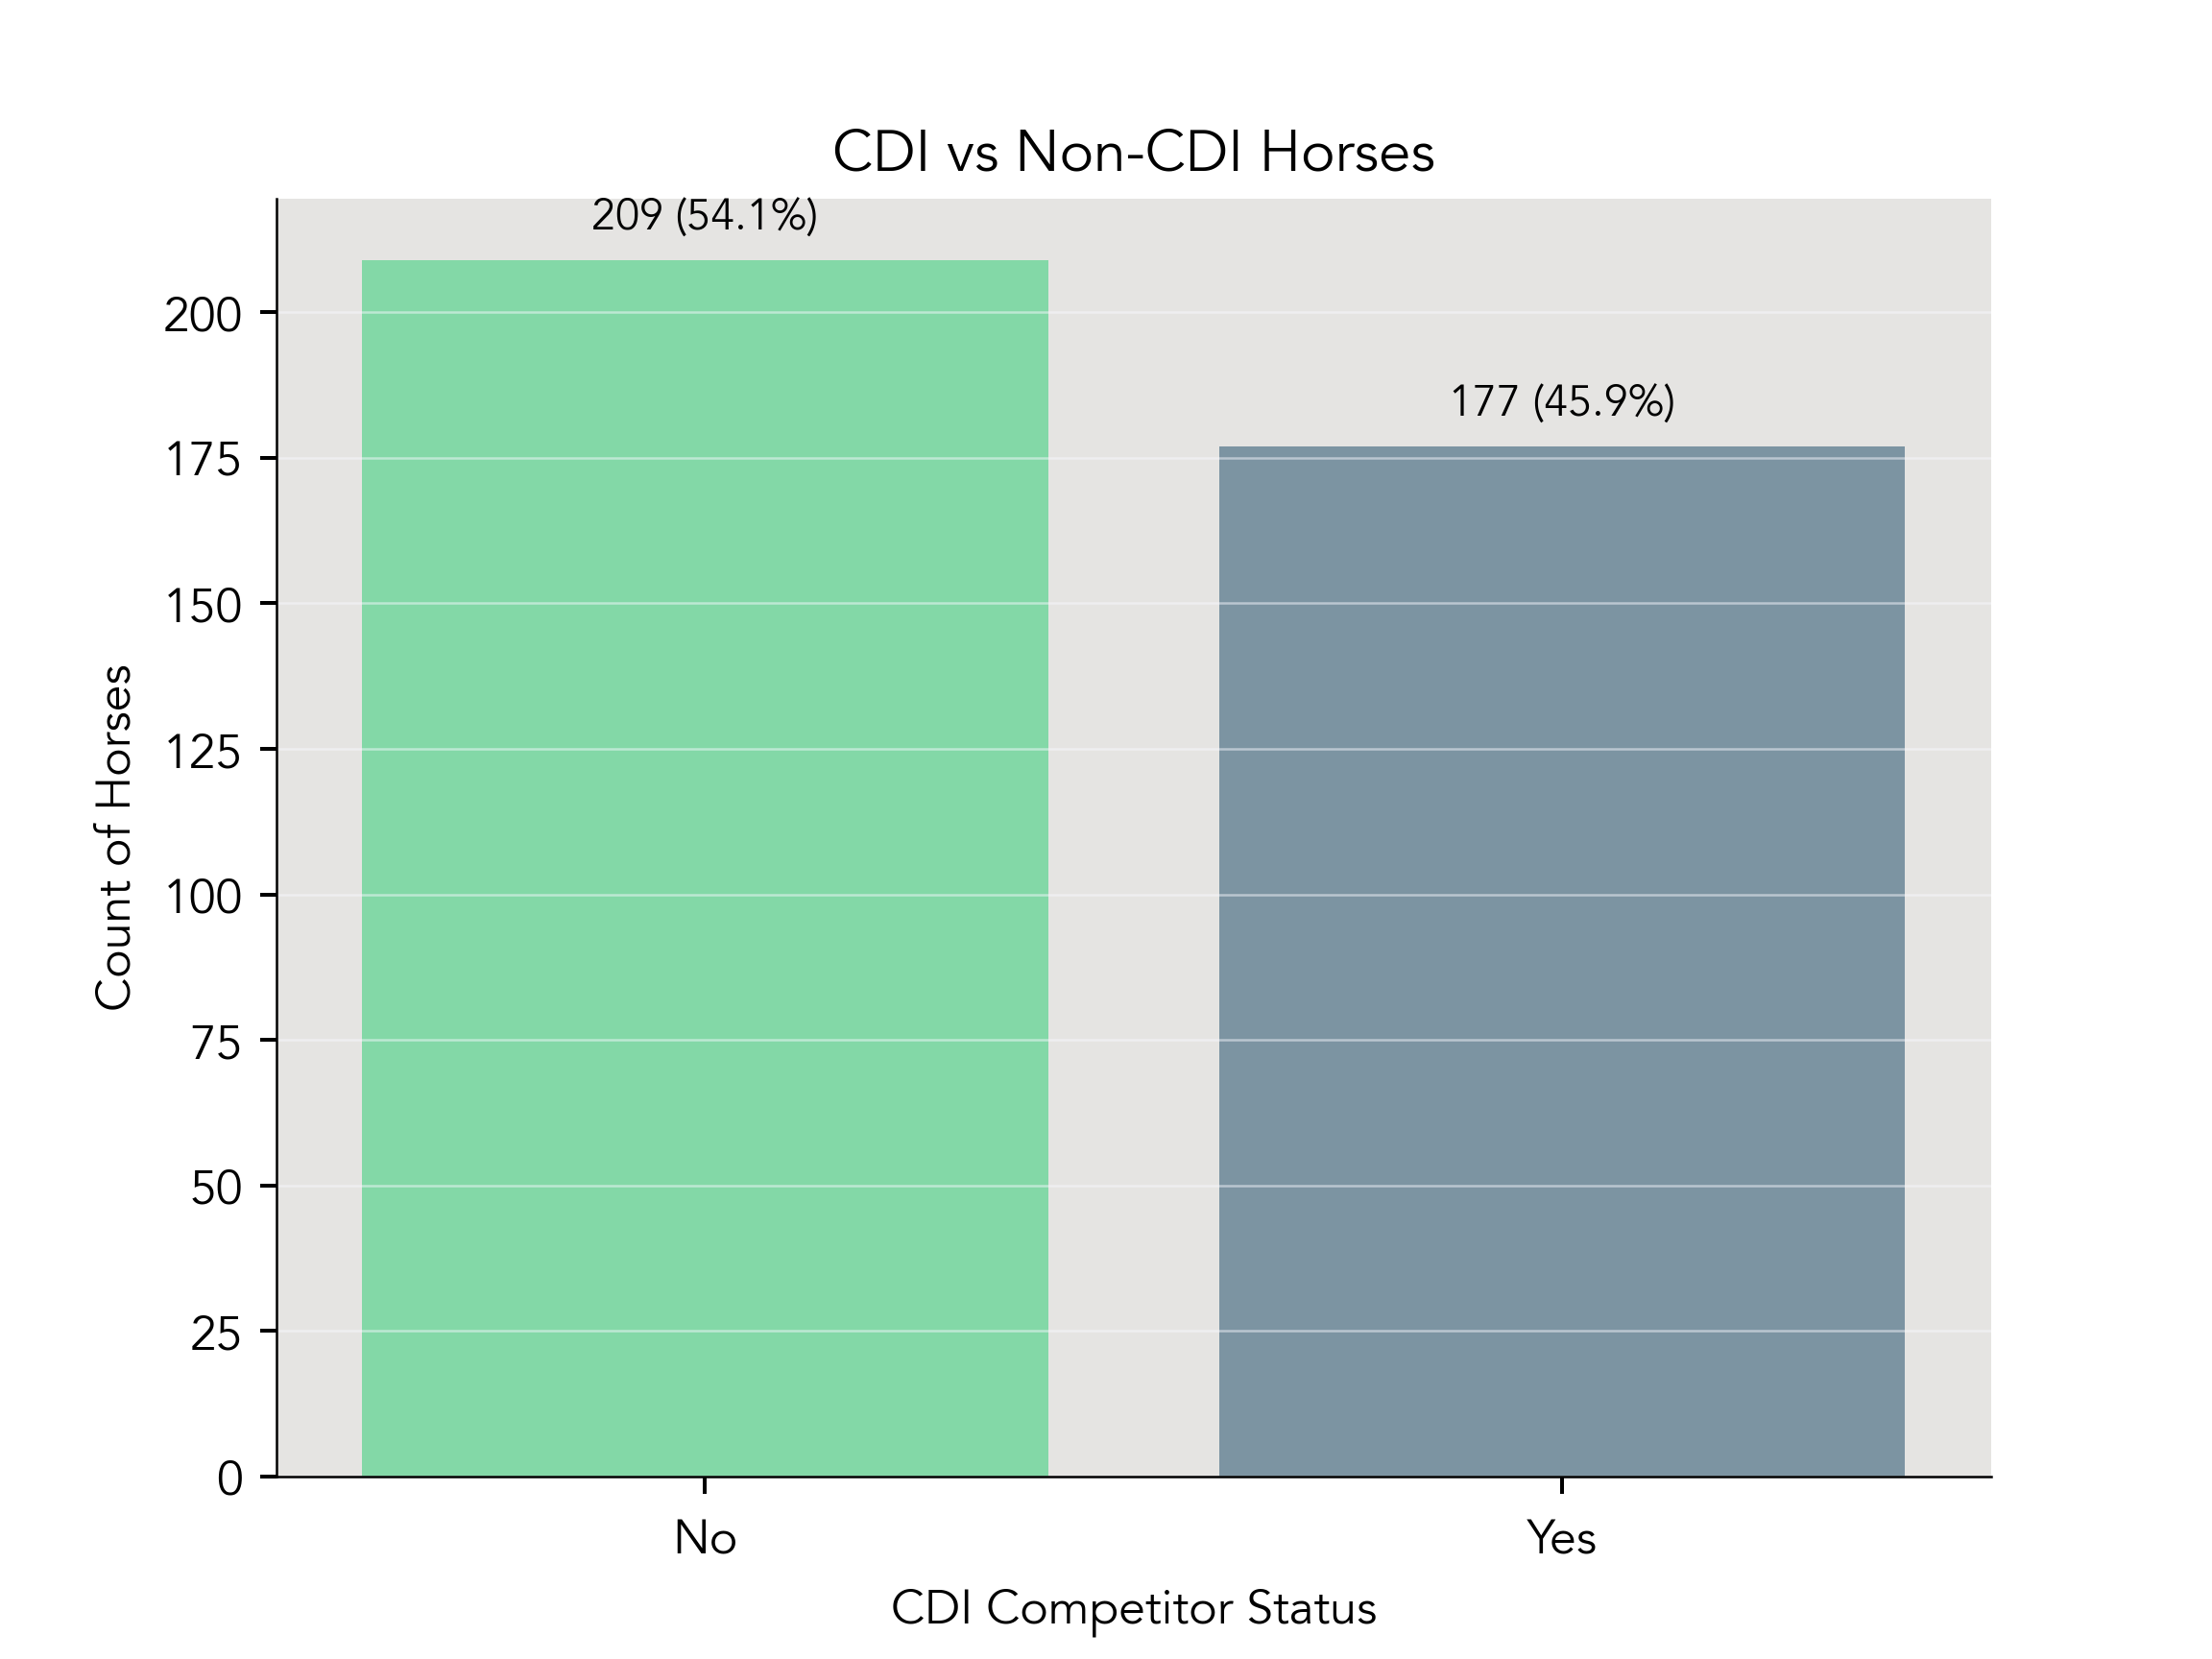 CDI vs Non-CDI Horses
209 (54.1%)
177 (45.9%)
200
175
150
125
100
75
50
25
0
Count of Horses
No
Yes
CDI Competitor Status